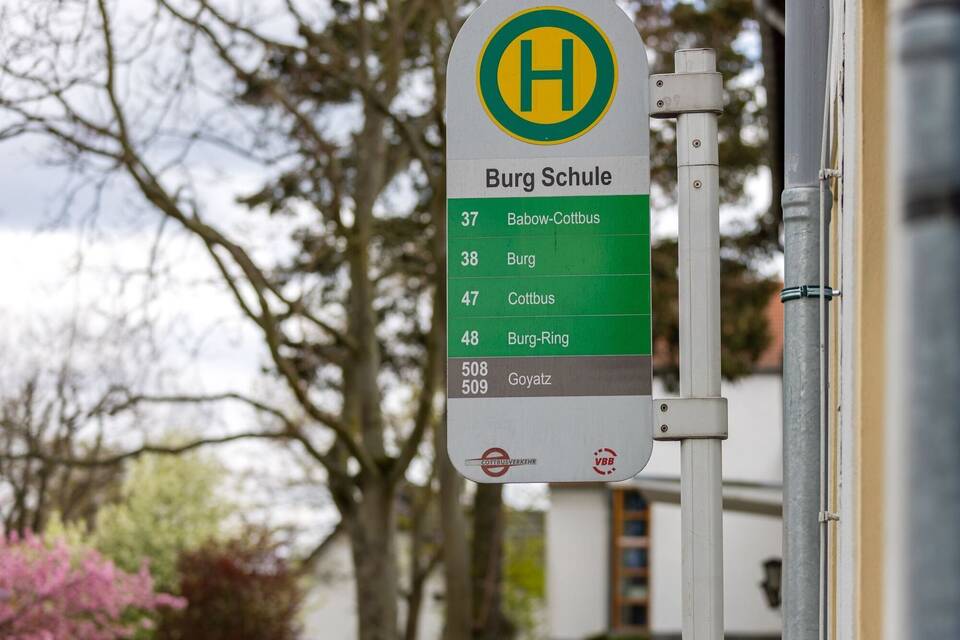 H
Burg Schule
37 Babow-Cottbus
38 Burg
47 Cottbus
48 Burg-Ring
508
509 Goyatz
COTTBUSVERKEHR VBB